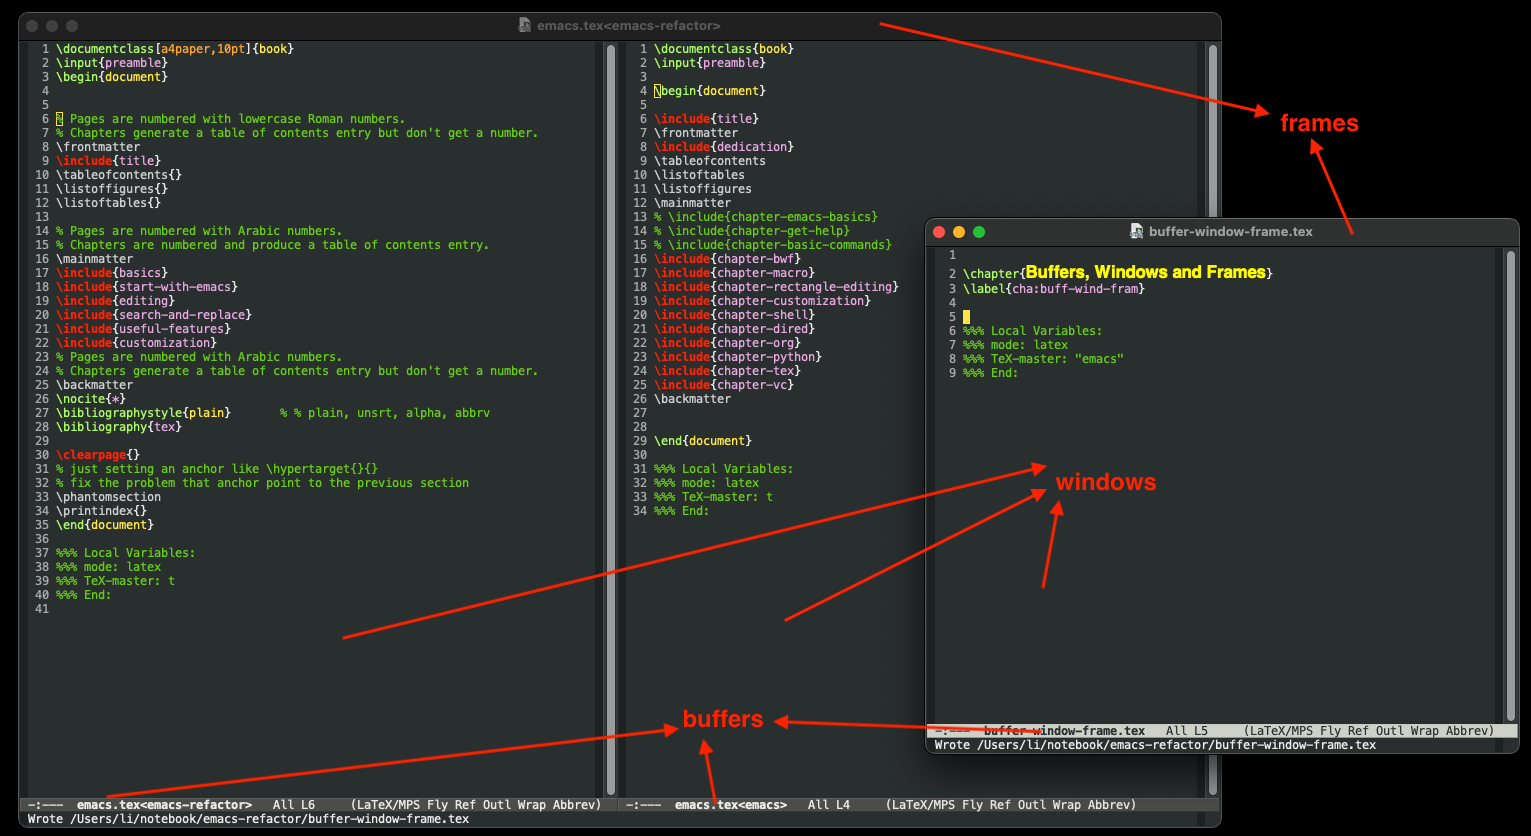 emacs.tex<emacs-refactor>
1 \documentclass[a4paper,10pt]{book}
2 \input{preamble}
3 \begin{document}
4
5
6 % Pages are numbered with lowercase Roman numbers.
7 % Chapters generate a table of contents entry but don't get a number.
8 \frontmatter
9 \include{title}
10 \tableofcontents{}
11 \listoffigures{}
12 \listoftables{}
13
14 % Pages are numbered with Arabic numbers.
15 % Chapters are numbered and produce a table of contents entry.
16 \mainmatter
17 \include{basics}
18 \include{start-with-emacs}
19 \include{editing}
20 \include{search-and-replace}
21 \include{useful-features}
22 \include{customization}
23 % Pages are numbered with Arabic numbers.
24 % Chapters generate a table of contents entry but don't get a number.
25 \backmatter
26 \nocite{*}
27 \bibliographystyle{plain}       % % plain, unsrt, alpha, abbrv
28 \bibliography{tex}
29
30 \clearpage{}
31 % just setting an anchor like \hypertarget{}{}
32 % fix the problem that anchor point to the previous section
33 \phantomsection
34 \printindex{}
35 \end{document}
36
37 %%% Local Variables:
38 %%% mode: latex
39 %%% TeX-master: t
40 %%% End:
41
-:---  emacs.tex<emacs-refactor>   All L6     (LaTeX/MPS Fly Ref Outl Wrap Abbrev)
1 \documentclass{book}
2 \input{preamble}
3
4 \begin{document}
5
6 \include{title}
7 \frontmatter
8 \include{dedication}
9 \tableofcontents
10 \listoftables
11 \listoffigures
12 \mainmatter
13 % \include{chapter-emacs-basics}
14 % \include{chapter-get-help}
15 % \include{chapter-basic-commands}
16 \include{chapter-bwf}
17 \include{chapter-macro}
18 \include{chapter-rectangle-editing}
19 \include{chapter-customization}
20 \include{chapter-shell}
21 \include{chapter-dired}
22 \include{chapter-org}
23 \include{chapter-python}
24 \include{chapter-tex}
25 \include{chapter-vc}
26 \backmatter
27
28
29 \end{document}
30
31 %%% Local Variables:
32 %%% mode: latex
33 %%% TeX-master: t
34 %%% End:
-:---  emacs.tex<emacs>   All L4     (LaTeX/MPS Fly Ref Outl Wrap Abbrev)
Wrote /Users/li/notebook/emacs-refactor/buffer-window-frame.tex
frames
buffer-window-frame.tex
1
2 \chapter{Buffers, Windows and Frames}
3 \label{cha:buff-wind-fram}
4
5
6 %%% Local Variables:
7 %%% mode: latex
8 %%% TeX-master: "emacs"
9 %%% End:
windows
buffers
-:---  buffer-window-frame.tex   All L5     (LaTeX/MPS Fly Ref Outl Wrap Abbrev)
Wrote /Users/li/notebook/emacs-refactor/buffer-window-frame.tex